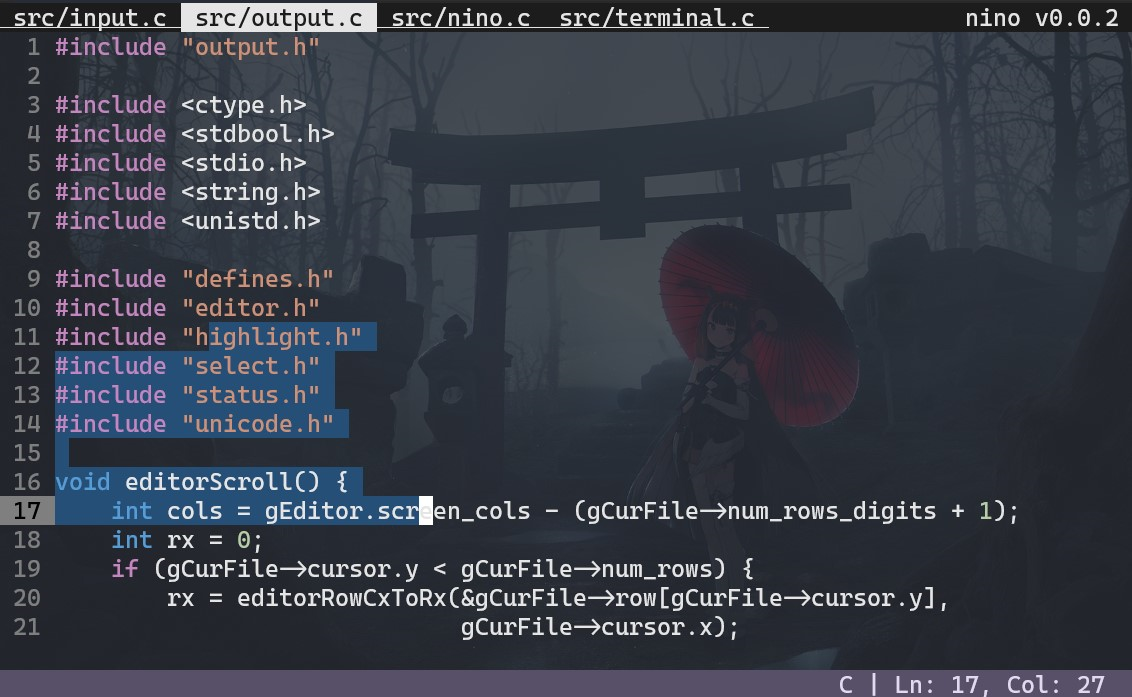 src/input.c src/output.c src/nino.c src/terminal.c nino v0.0.2
1 #include "output.h"
2
3 #include <ctype.h>
4 #include <stdbool.h>
5 #include <stdio.h>
6 #include <string.h>
7 #include <unistd.h>
8
9 #include "defines.h"
10 #include "editor.h"
11 #include "highlight.h"
12 #include "select.h"
13 #include "status.h"
14 #include "unicode.h"
15
16 void editorScroll() {
17     int cols = gEditor.screen_cols - (gCurFile->num_rows_digits + 1);
18     int rx = 0;
19     if (gCurFile->cursor.y < gCurFile->num_rows) {
20         rx = editorRowCxToRx(&gCurFile->row[gCurFile->cursor.y],
21                              gCurFile->cursor.x);
C | Ln: 17, Col: 27